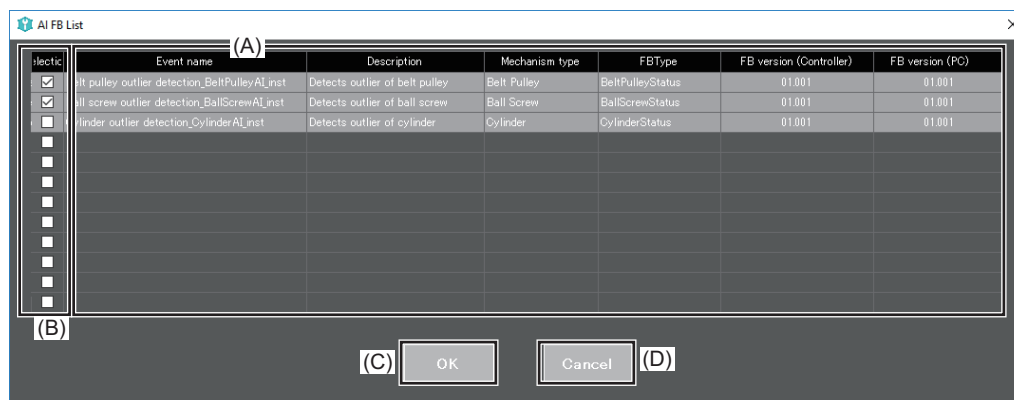 AI FB List
(A)
electic Event name Description Mechanism type FBType FB version (Controller) FB version (PC)
elt pulley outlier detection_BeltPulleyAI_inst Detects outlier of belt pulley Belt Pulley BeltPulleyStatus 01.001 01.001
all screw outlier detection_BallScrewAI_inst Detects outlier of ball screw Ball Screw BallScrewStatus 01.001 01.001
ylinder outlier detection_CylinderAI_inst Detects outlier of cylinder Cylinder CylinderStatus 01.001 01.001
(B)
(C) OK Cancel (D)